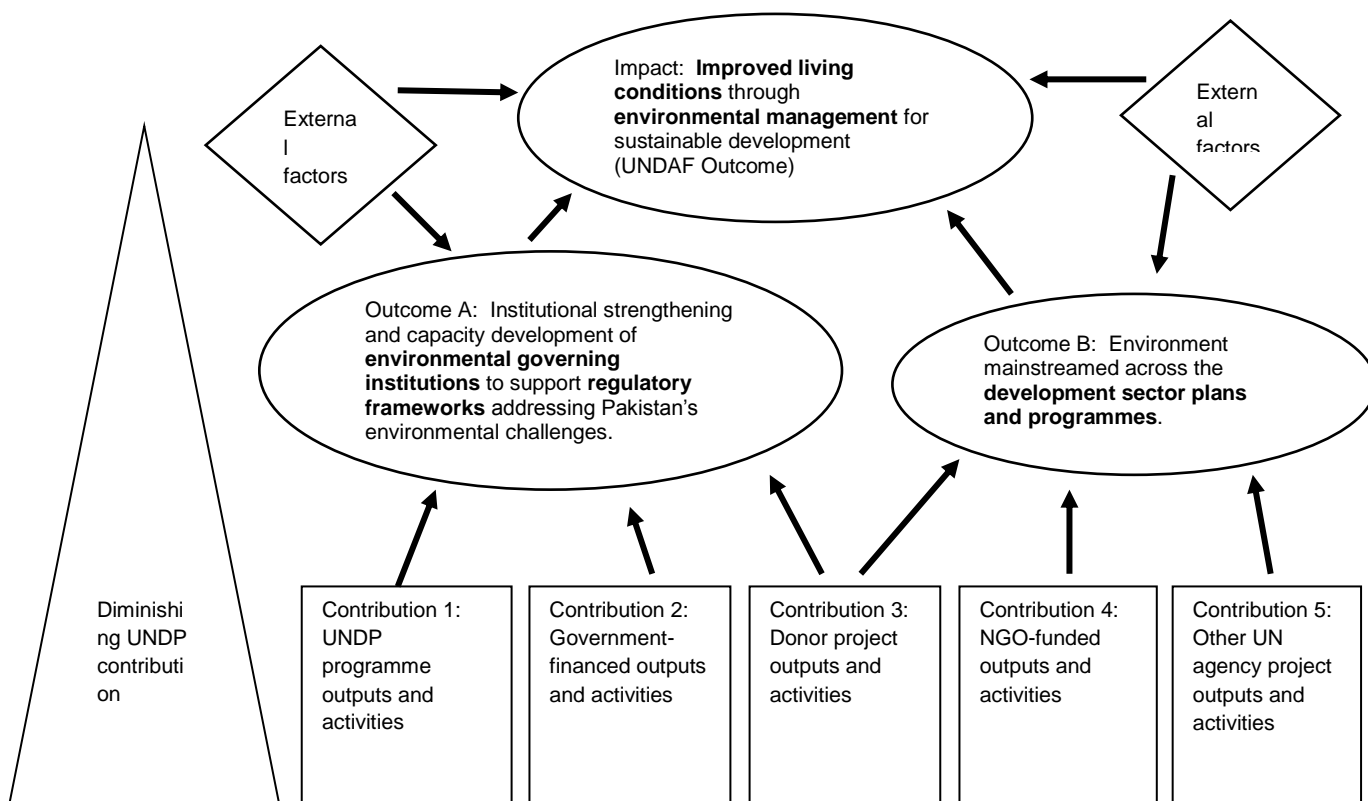 Impact:  Improved living
conditions through
environmental management for
sustainable development
(UNDAF Outcome)
Externa
l
factors
Extern
al
factors
Outcome A:  Institutional strengthening
and capacity development of
environmental governing
institutions to support regulatory
frameworks addressing Pakistan’s
environmental challenges.
Outcome B:  Environment
mainstreamed across the
development sector plans
and programmes.
Diminishi
ng UNDP
contributi
on
Contribution 1:
UNDP
programme
outputs and
activities
Contribution 2:
Government-
financed outputs
and activities
Contribution 3:
Donor project
outputs and
activities
Contribution 4:
NGO-funded
outputs and
activities
Contribution 5:
Other UN
agency project
outputs and
activities